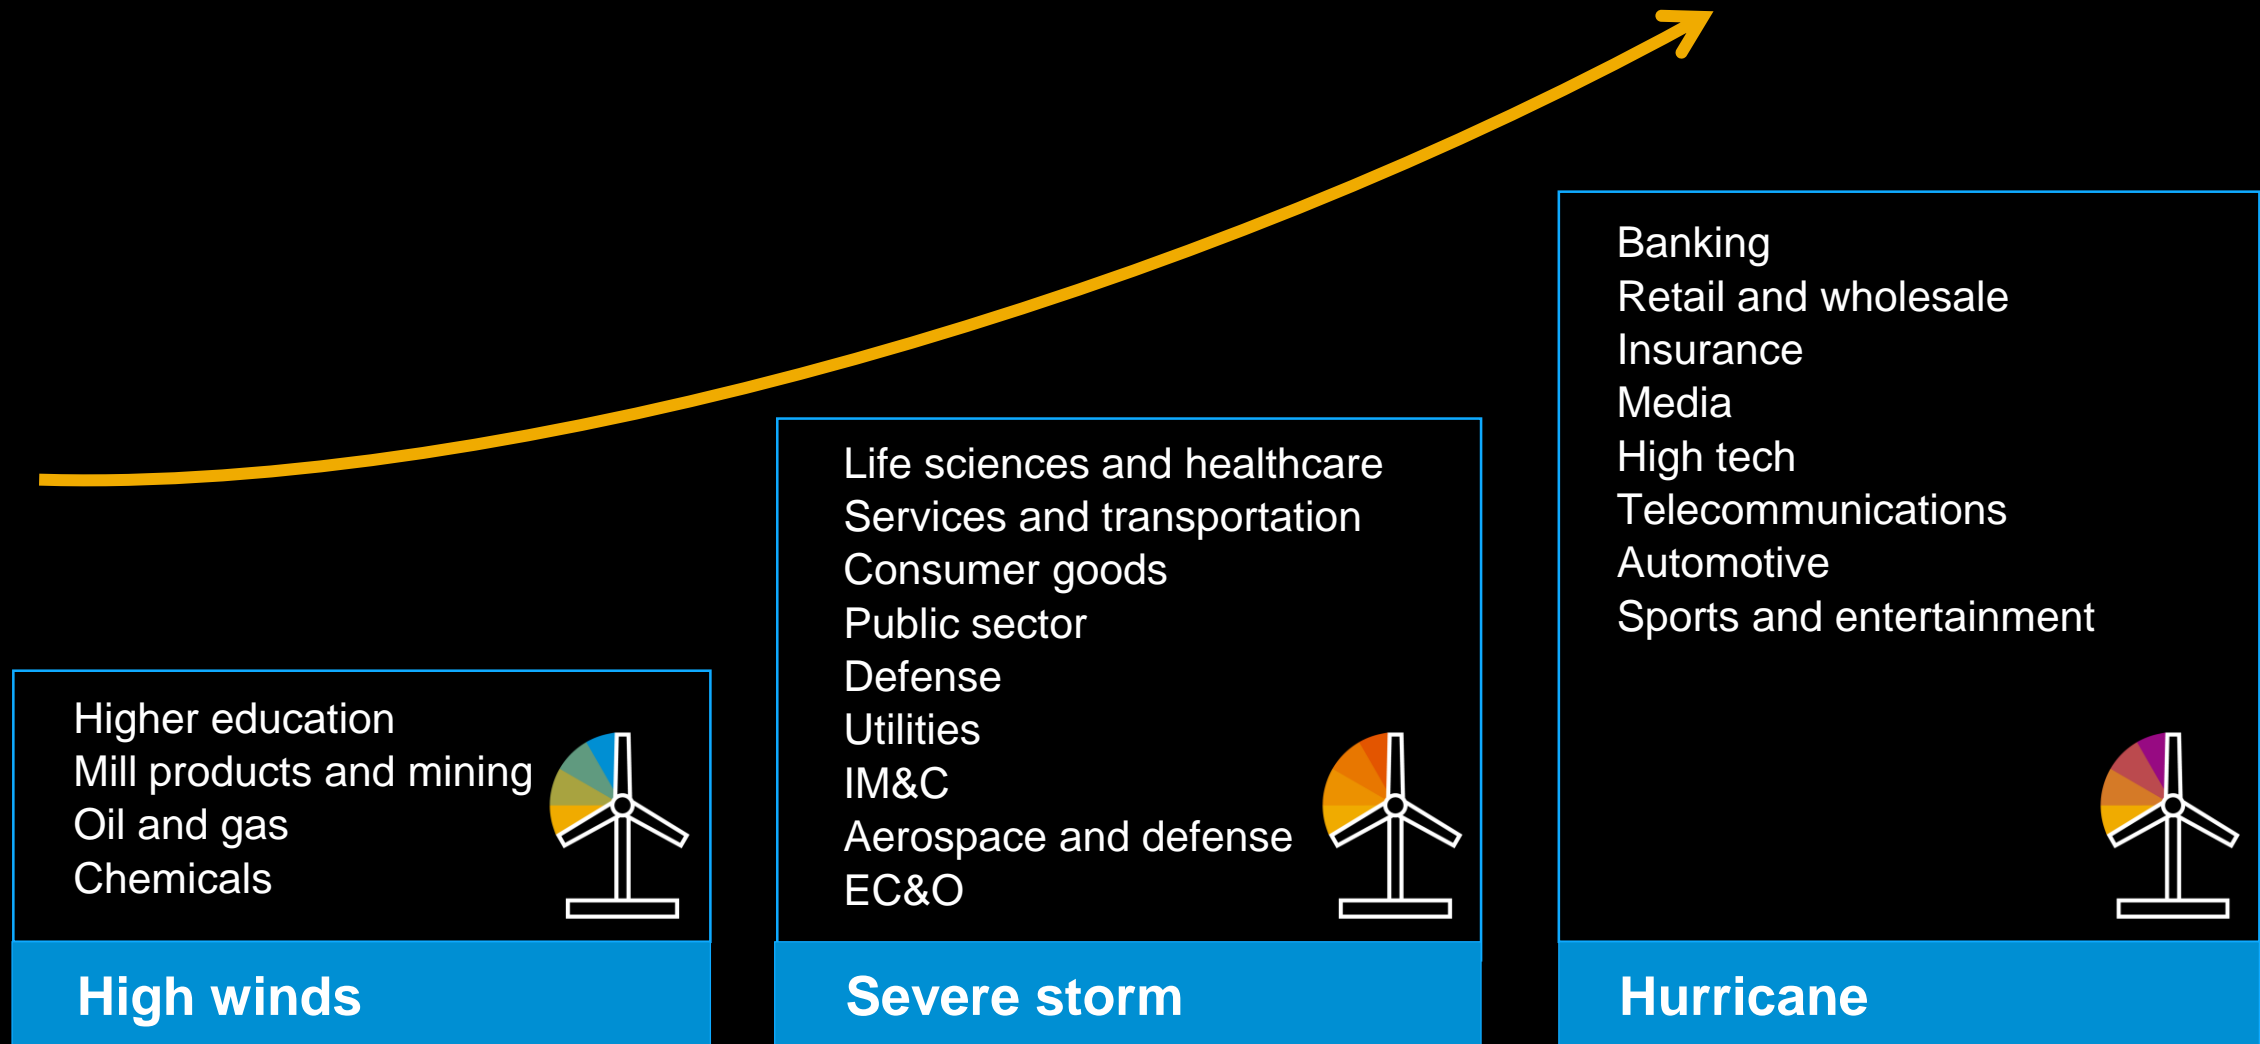 Higher education
Mill products and mining
Oil and gas
Chemicals
High winds
Life sciences and healthcare
Services and transportation
Consumer goods
Public sector
Defense
Utilities
IM&C
Aerospace and defense
EC&O
Severe storm
Banking
Retail and wholesale
Insurance
Media
High tech
Telecommunications
Automotive
Sports and entertainment
Hurricane